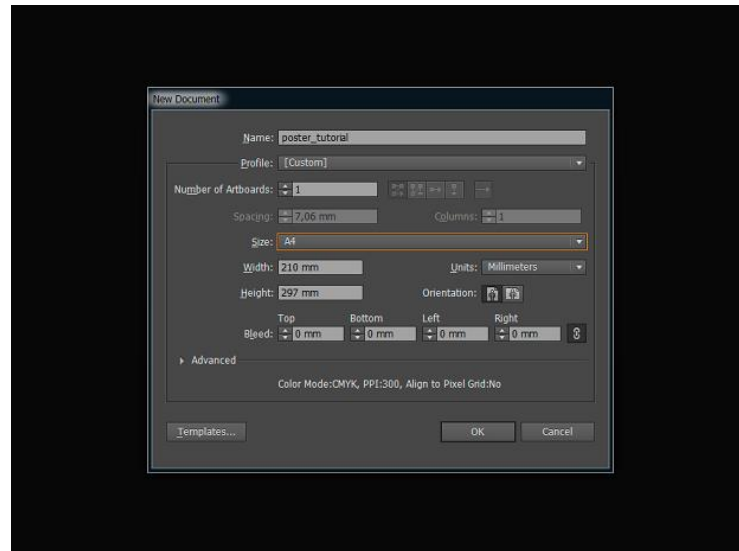 New Document
Name: poster_tutorial
Profile: [Custom]
Number of Artboards: 1
Spacing: 7,06 mm Columns: 1
Size: A4
Width: 210 mm Units: Millimeters
Height: 297 mm Orientation:
Top Bottom Left Right
Bleed: 0 mm 0 mm 0 mm 0 mm
Advanced
Color Mode:CMYK, PPI:300, Align to Pixel Grid:No
Templates... OK Cancel